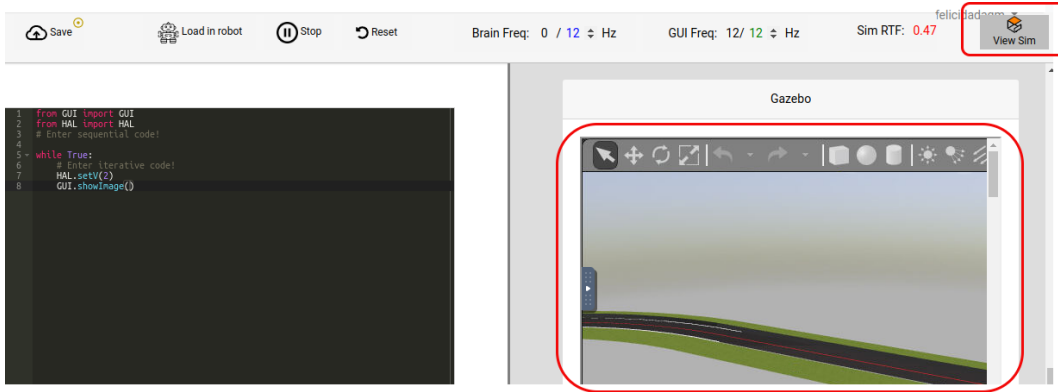 felicidadagm
Save
Load in robot
Stop
Reset
Brain Freq: 0 / 12 Hz
GUI Freq: 12/ 12 Hz
Sim RTF: 0.47
View Sim
Gazebo
1 from GUI import GUI
2 from HAL import HAL
3 # Enter sequential code!
4
5 while True:
6 # Enter iterative code!
7 HAL.setV(2)
8 GUI.showImage()